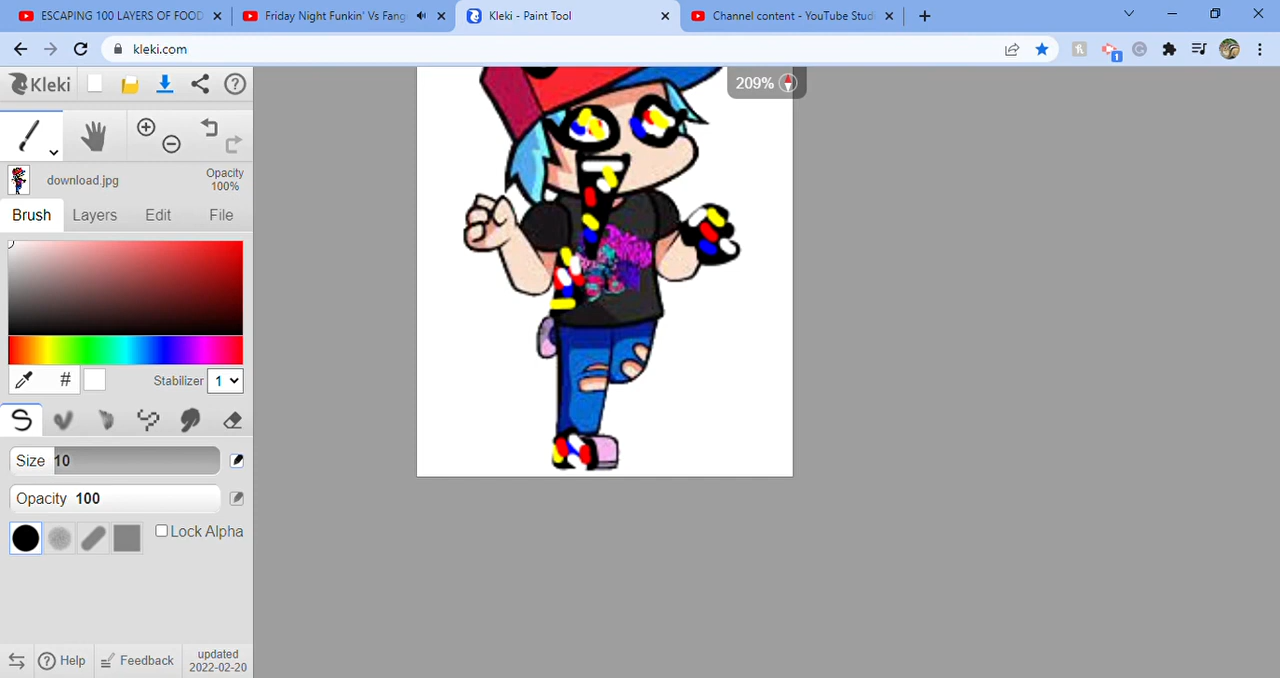 ESCAPING 100 LAYERS OF FOOD
Friday Night Funkin' Vs Fang
Kleki - Paint Tool
Channel content - YouTube Studi
kleki.com
1
Kleki
209%
download.jpg
Opacity
100%
Brush
Layers
Edit
File
#
Stabilizer
1
Size 10
Opacity 100
Lock Alpha
Help
Feedback
updated
2022-02-20